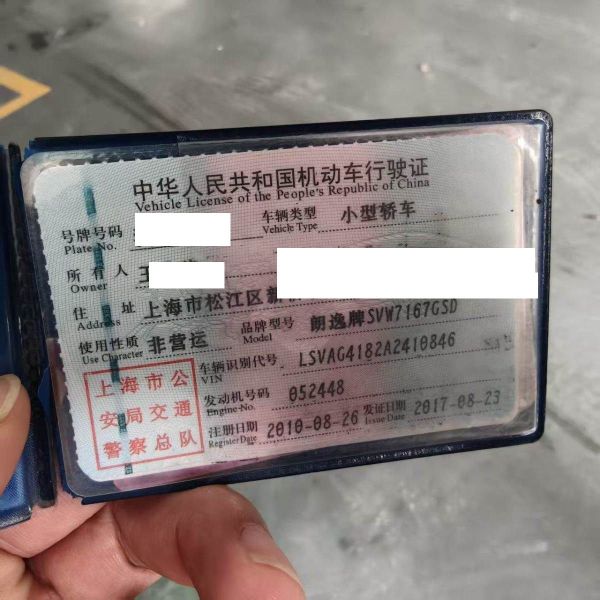 中华人民共和国机动车行驶证
Vehicle License of the People's Republic of China
号牌号码 车辆类型 小型轿车
Plate No. Vehicle Type
所有人 王
Owner
住址 上海市松江区新
Address
使用性质 非营运 品牌型号 朗逸牌SVW7167GSD
Use Character Model
车辆识别代号 LSVAG4182A2410846
VIN
上海市公 发动机号码 052448
安局交通 Engine No.
警察总队 注册日期 2010-08-26 发证日期 2017-08-23
Register Date Issue Date